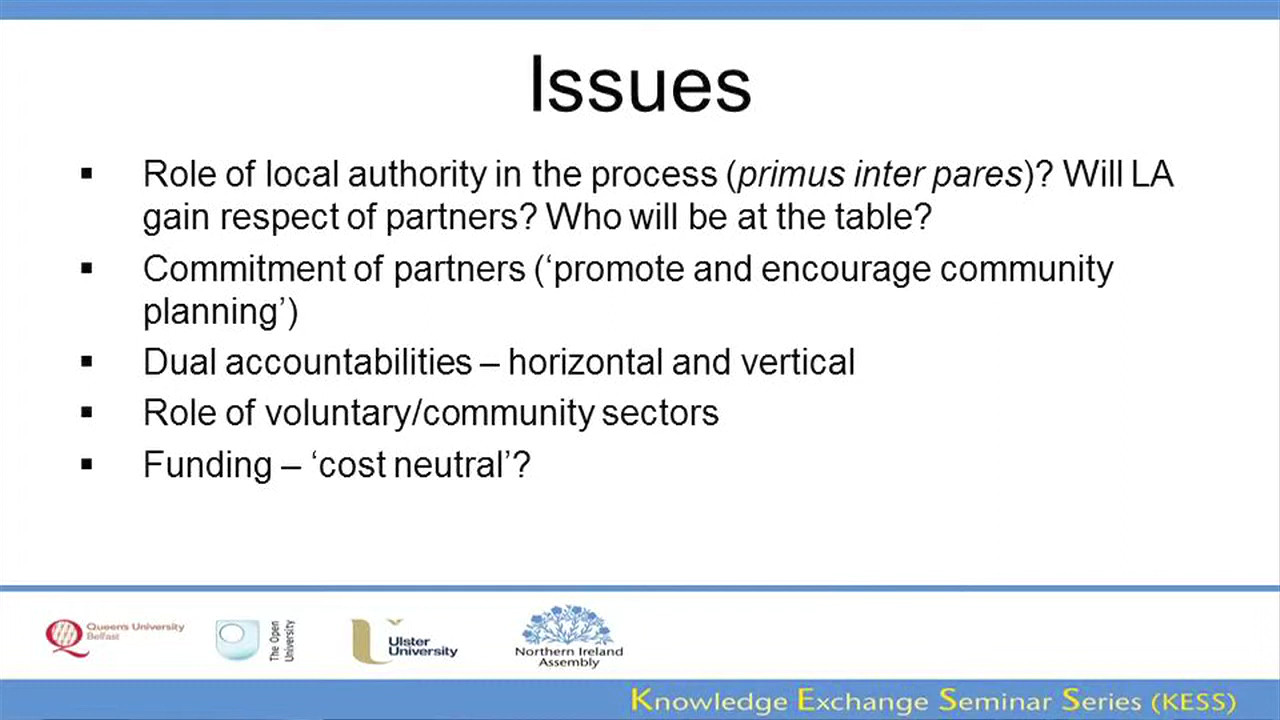 Issues
▪ Role of local authority in the process (primus inter pares)? Will LA
gain respect of partners? Who will be at the table?
▪ Commitment of partners (‘promote and encourage community
planning’)
▪ Dual accountabilities – horizontal and vertical
▪ Role of voluntary/community sectors
▪ Funding – ‘cost neutral’?
Queen's University
Belfast
The Open
University
Ulster
University
Northern Ireland
Assembly
Knowledge Exchange Seminar Series (KESS)